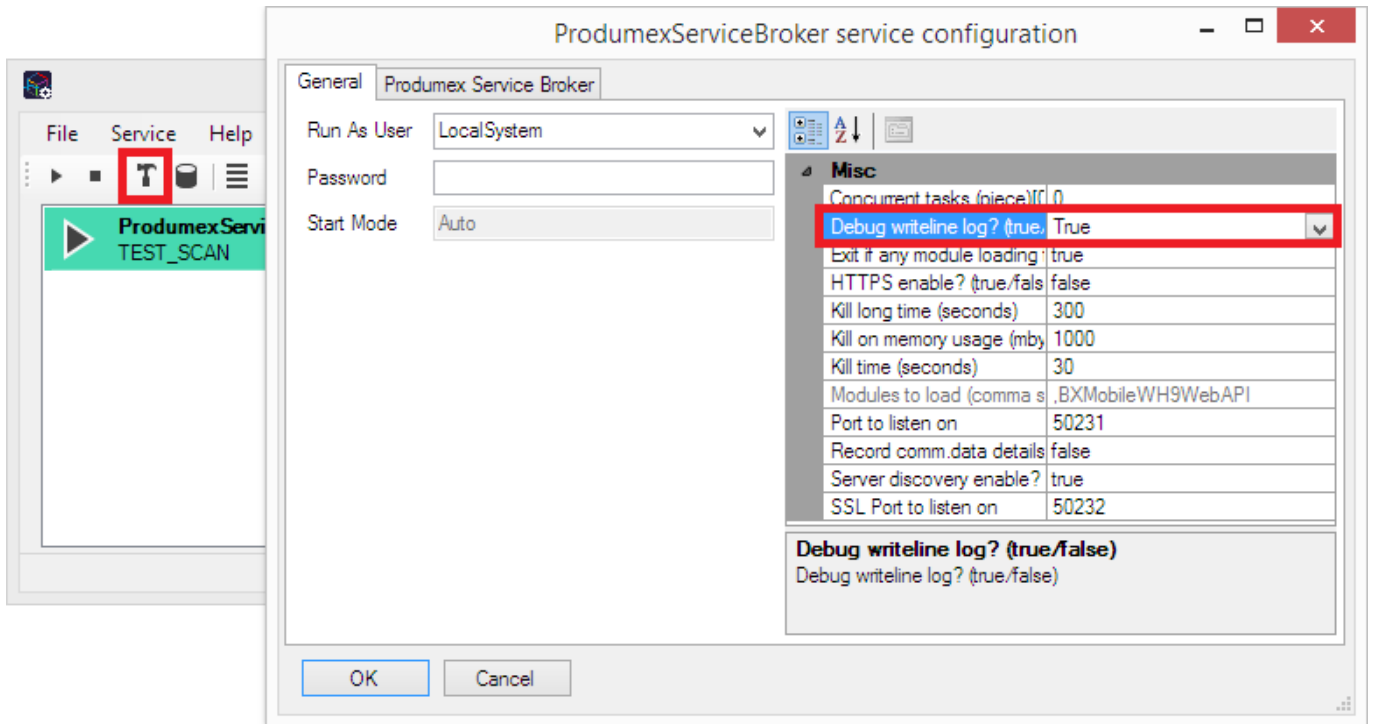 ProdumexServiceBroker service configuration
File Service Help
ProdumexServi
TEST_SCAN
General Produmex Service Broker
Run As User LocalSystem
Password
Start Mode Auto
Misc
Concurrent tasks (piece)[ 0
Debug writeline log? (true, True
Exit if any module loading true
HTTPS enable? (true/fals false
Kill long time (seconds) 300
Kill on memory usage (mby 1000
Kill time (seconds) 30
Modules to load (comma s ,BXMobileWH9WebAPI
Port to listen on 50231
Record comm.data details false
Server discovery enable? true
SSL Port to listen on 50232
Debug writeline log? (true/false)
Debug writeline log? (true/false)
OK Cancel